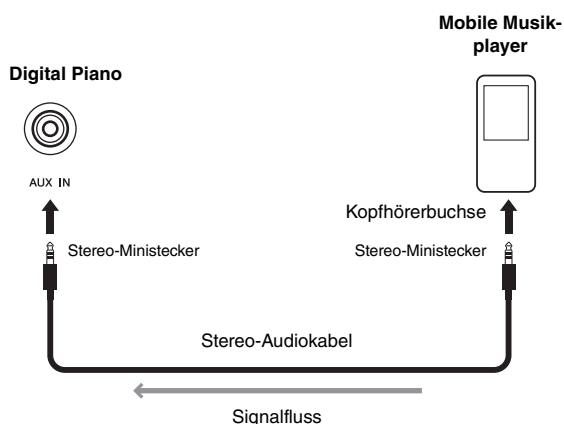 Mobile Musik-
player
Digital Piano
AUX IN
Kopfhörerbuchse
Stereo-Ministecker
Stereo-Ministecker
Stereo-Audiokabel
Signalfluss